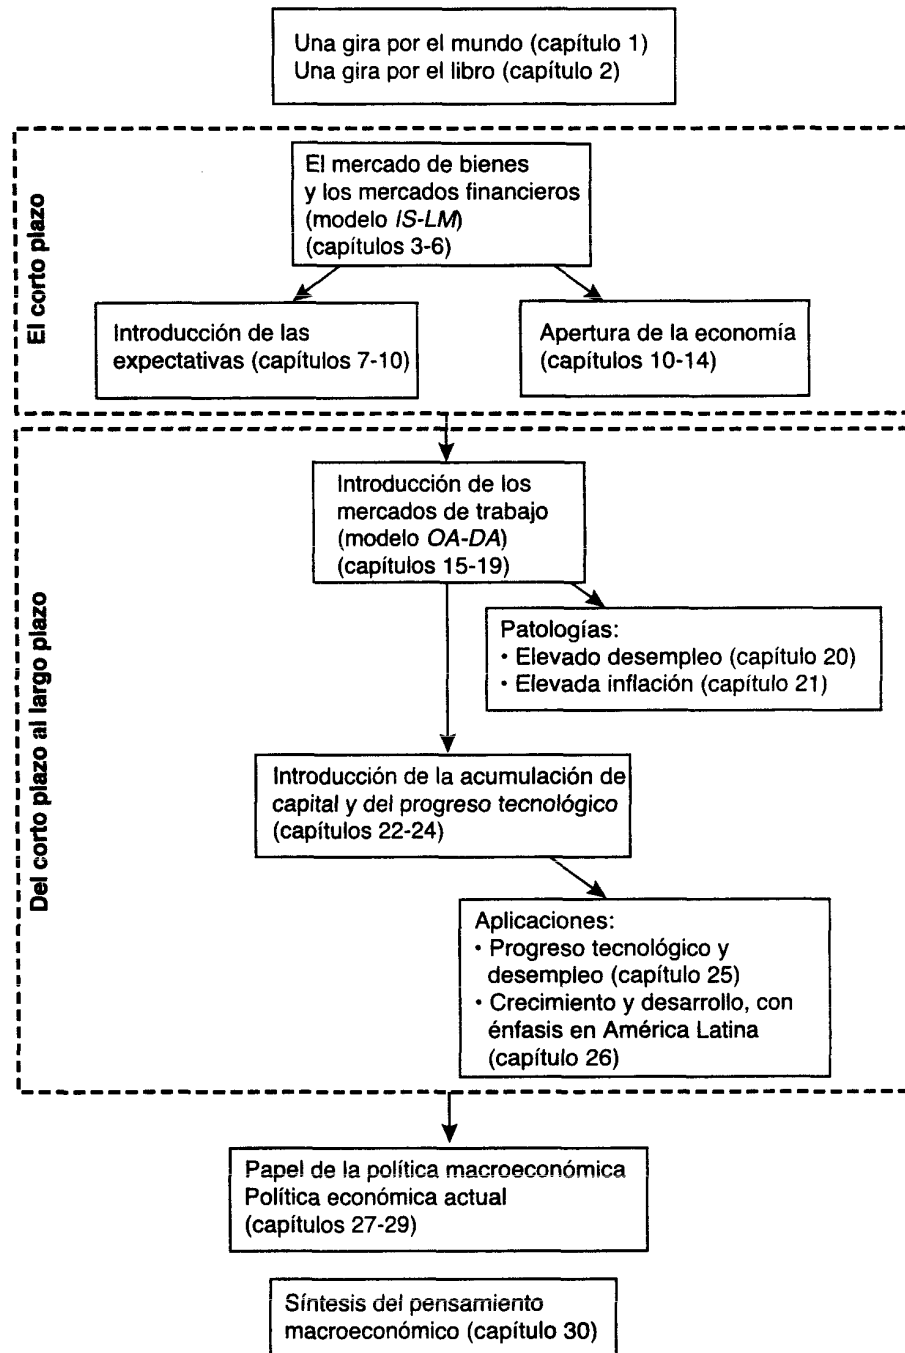 Una gira por el mundo (capítulo 1)
Una gira por el libro (capítulo 2)
El corto plazo
El mercado de bienes
y los mercados financieros
(modelo IS-LM)
(capítulos 3-6)
Introducción de las
expectativas (capítulos 7-10)
Apertura de la economía
(capítulos 10-14)
Del corto plazo al largo plazo
Introducción de los
mercados de trabajo
(modelo OA-DA)
(capítulos 15-19)
Patologías:
• Elevado desempleo (capítulo 20)
• Elevada inflación (capítulo 21)
Introducción de la acumulación de
capital y del progreso tecnológico
(capítulos 22-24)
Aplicaciones:
• Progreso tecnológico y
desempleo (capítulo 25)
• Crecimiento y desarrollo, con
énfasis en América Latina
(capítulo 26)
Papel de la política macroeconómica
Política económica actual
(capítulos 27-29)
Síntesis del pensamiento
macroeconómico (capítulo 30)